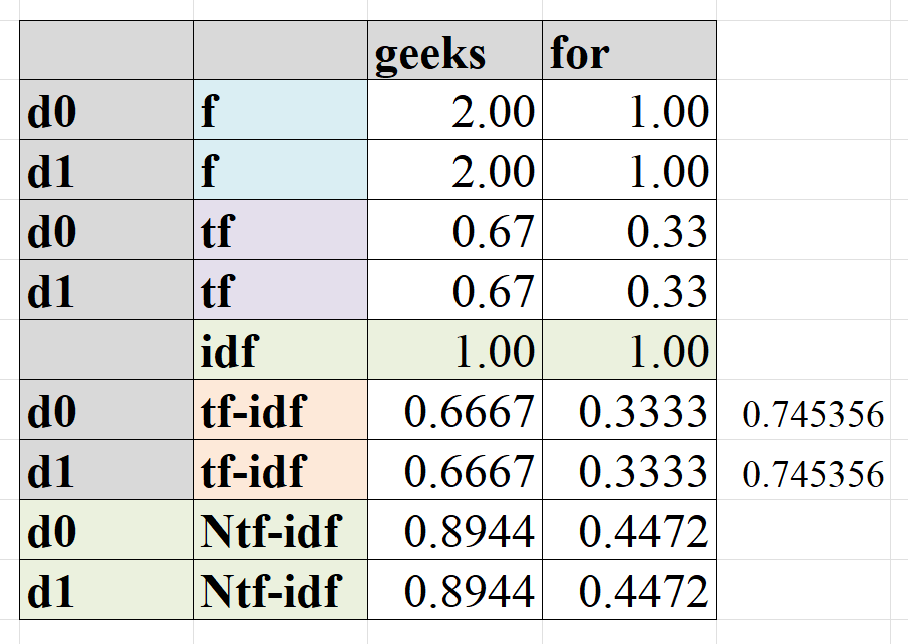 geeks for
d0 f 2.00 1.00
d1 f 2.00 1.00
d0 tf 0.67 0.33
d1 tf 0.67 0.33
idf 1.00 1.00
d0 tf-idf 0.6667 0.3333 0.745356
d1 tf-idf 0.6667 0.3333 0.745356
d0 Ntf-idf 0.8944 0.4472
d1 Ntf-idf 0.8944 0.4472